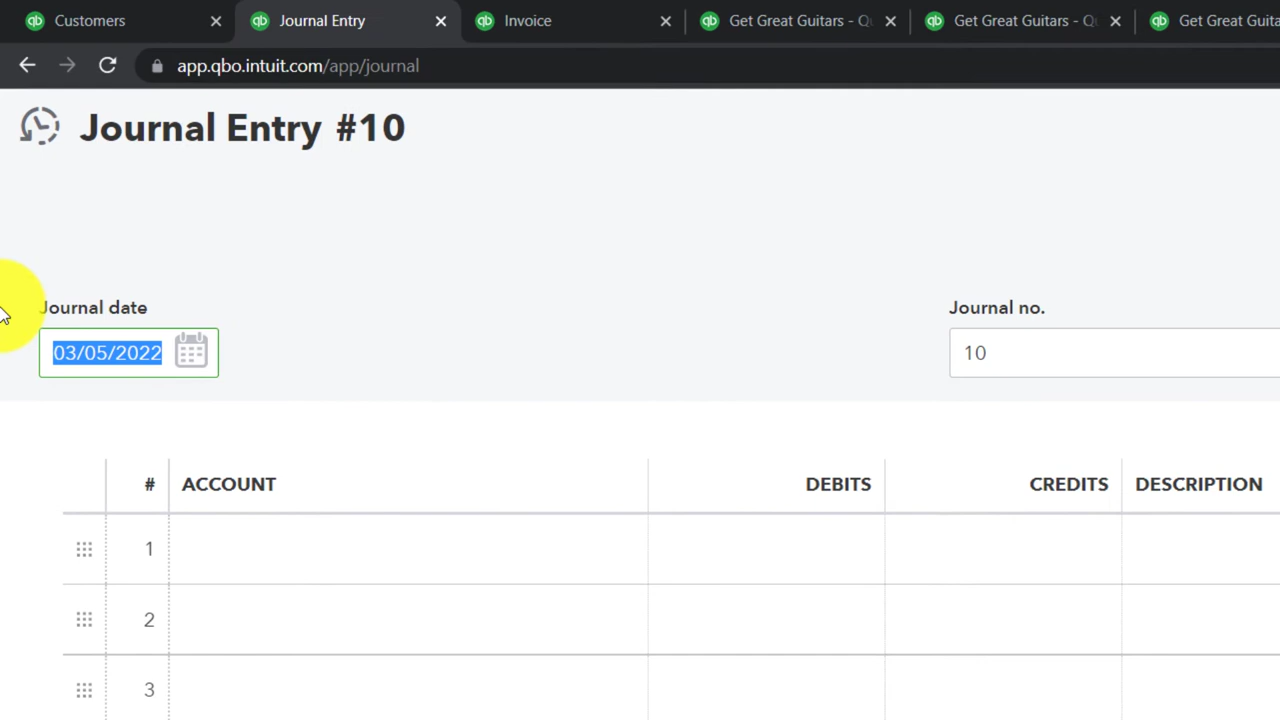 Customers
Journal Entry
Invoice
Get Great Guitars - Q
Get Great Guitars - Q
Get Great Guita
app.qbo.intuit.com/app/journal
Journal Entry #10
Journal date
Journal no.
03/05/2022
10
# ACCOUNT DEBITS CREDITS DESCRIPTION
1
2
3